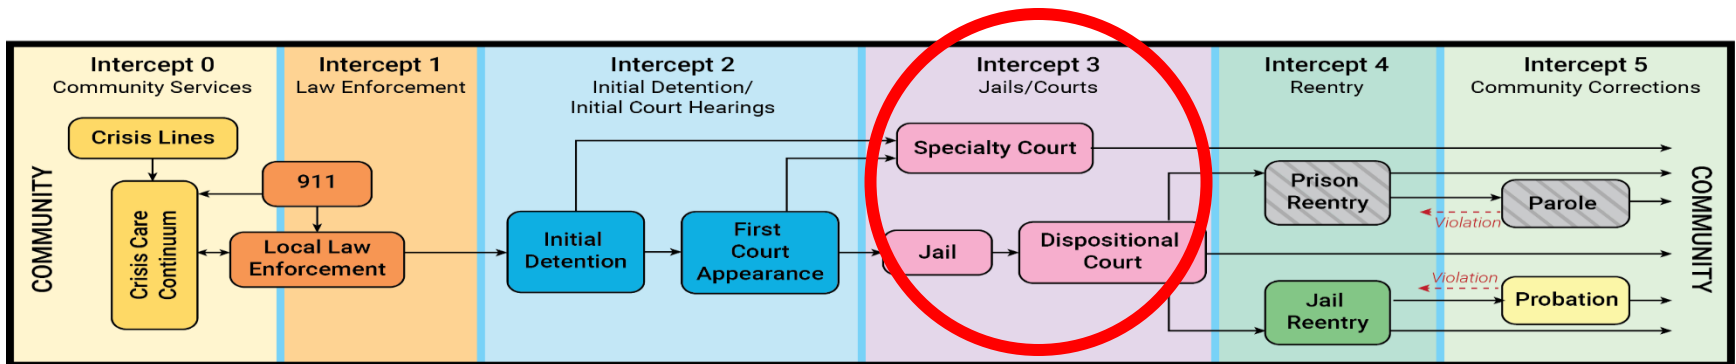 Intercept 0
Community Services
Intercept 1
Law Enforcement
Intercept 2
Initial Detention/
Initial Court Hearings
Intercept 3
Jails/Courts
Intercept 4
Reentry
Intercept 5
Community Corrections
COMMUNITY
Crisis Lines
Crisis Care
Continuum
911
Local Law
Enforcement
Initial
Detention
First
Court
Appearance
Specialty Court
Jail
Dispositional
Court
Prison
Reentry
Violation
Parole
Jail
Reentry
Violation
Probation
COMMUNITY